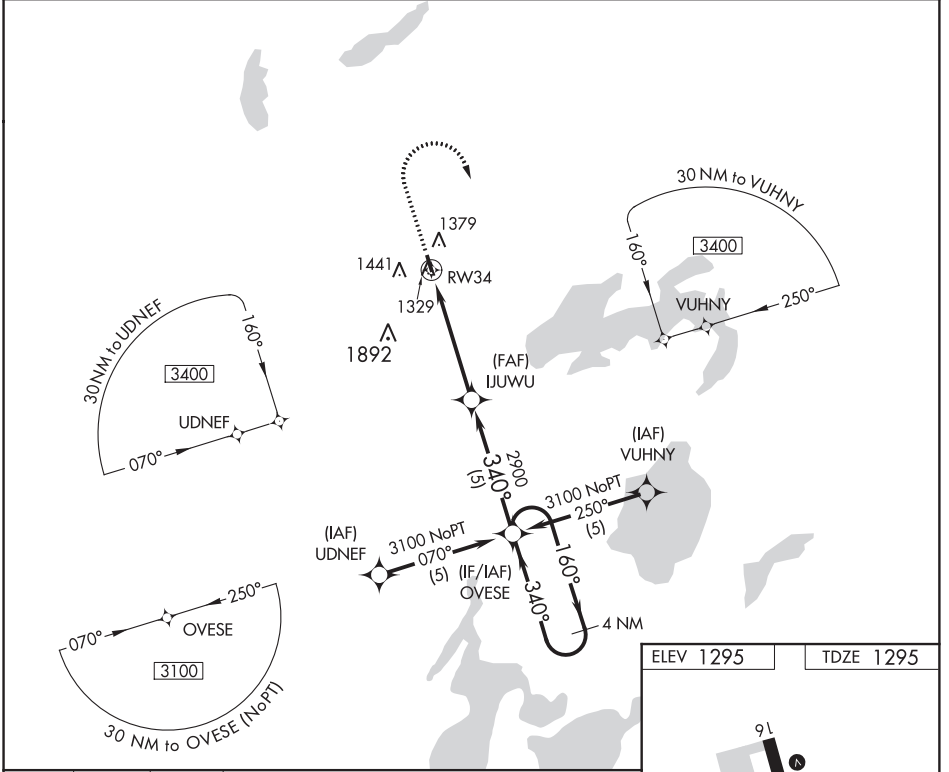 1379
1441
RW34
1329
1892
30 NM to VUHNY
3400
160°
VUHNY
250°
30 NM to UDNEF
160°
3400
UDNEF
070°
(FAF)
IJUWU
(IAF)
VUHNY
2900
340°
(5)
3100 NoPT
250°
(5)
(IAF)
UDNEF
3100 NoPT
070°
(5)
(IF/IAF)
OVESE
160°
340°
4 NM
250°
070°
OVESE
3100
30 NM to OVESE (NoPT)
ELEV 1295
TDZE 1295
16
V